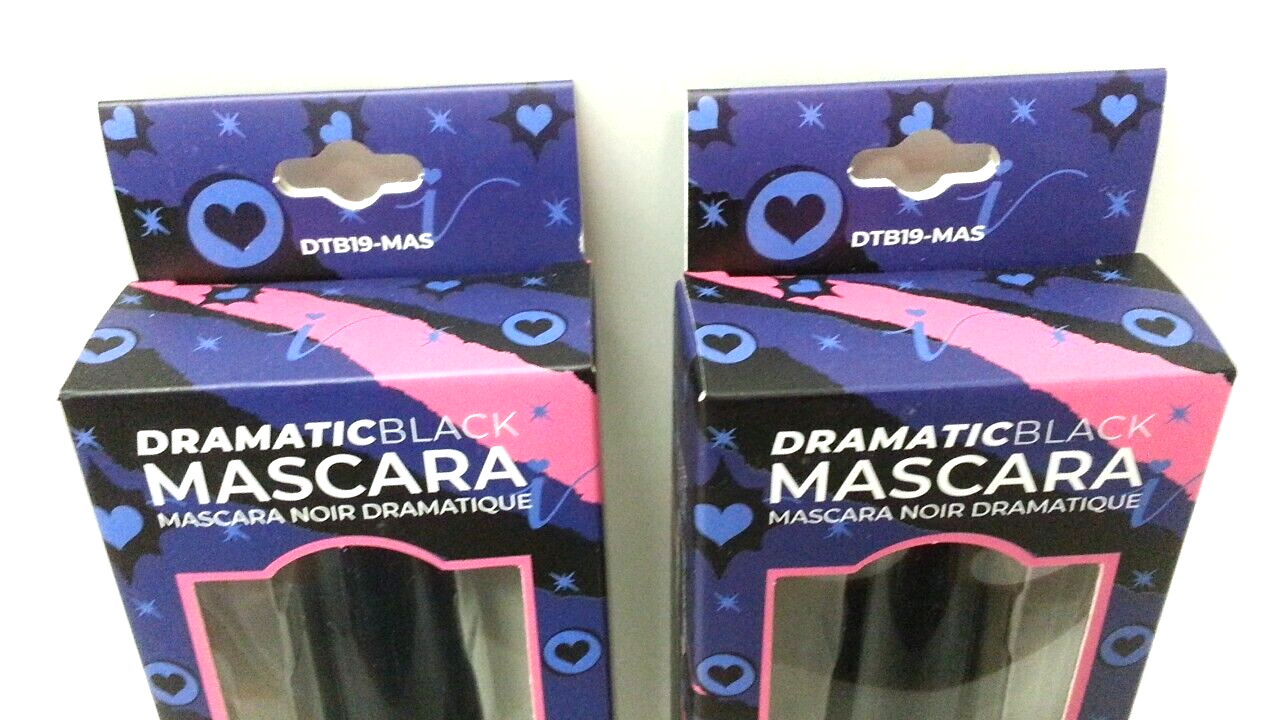 DTB19-MAS
DRAMATICBLACK
MASCARA
MASCARA NOIR DRAMATIQUE
DTB19-MAS
DRAMATICBLACK
MASCARA
MASCARA NOIR DRAMATIQUE